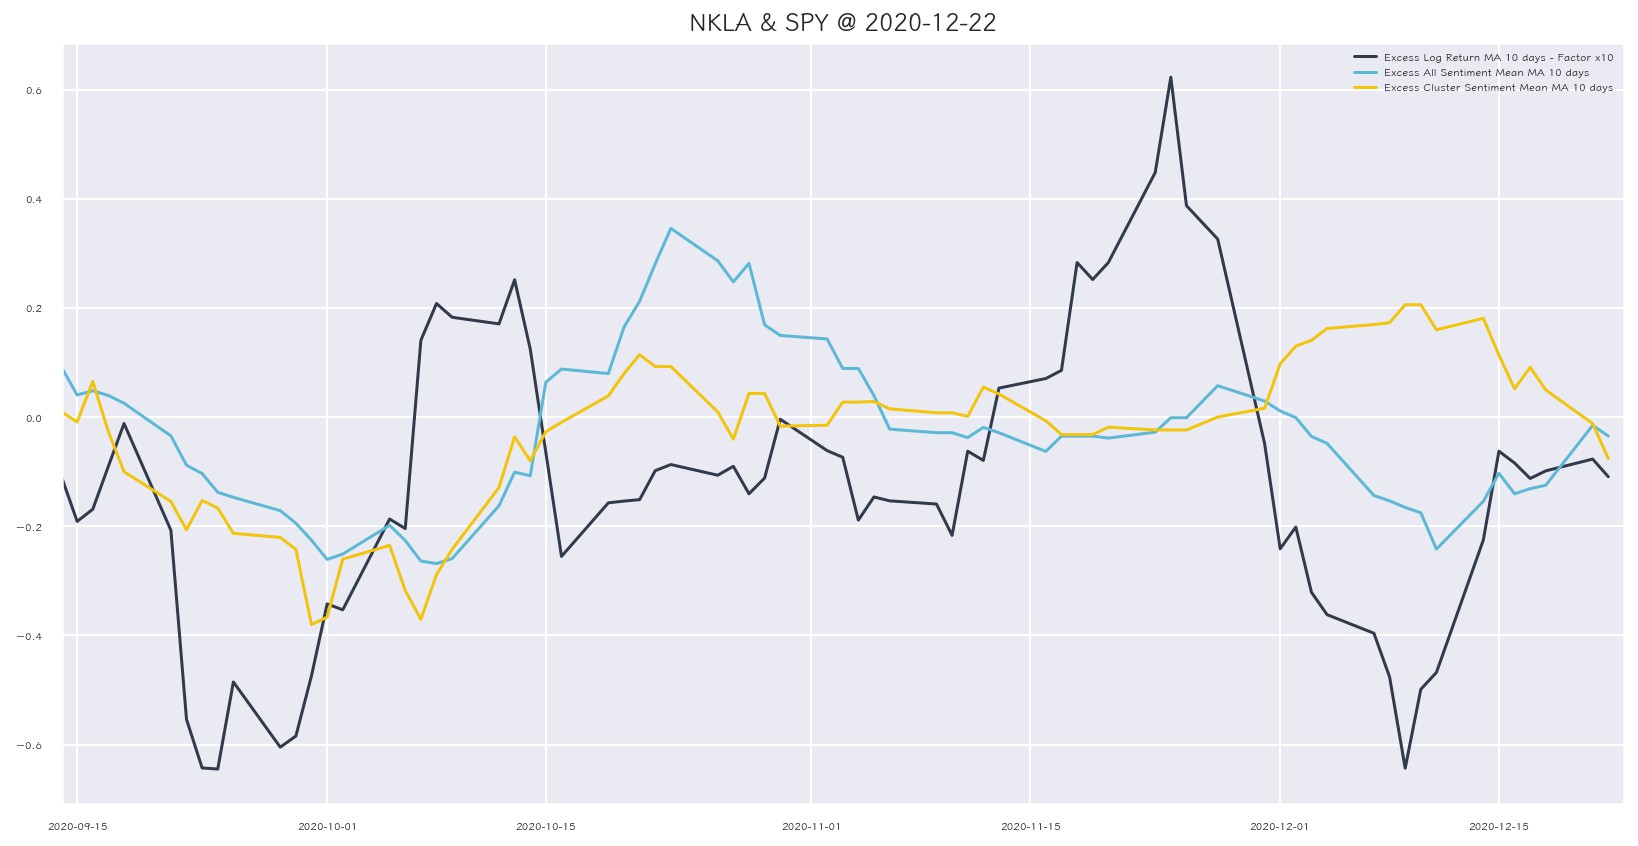 NKLA & SPY @ 2020-12-22
Excess Log Return MA 10 days - Factor x10
Excess All Sentiment Mean MA 10 days
Excess Cluster Sentiment Mean MA 10 days
0.6
0.4
0.2
0.0
−0.2
−0.4
−0.6
2020-09-15 2020-10-01 2020-10-15 2020-11-01 2020-11-15 2020-12-01 2020-12-15